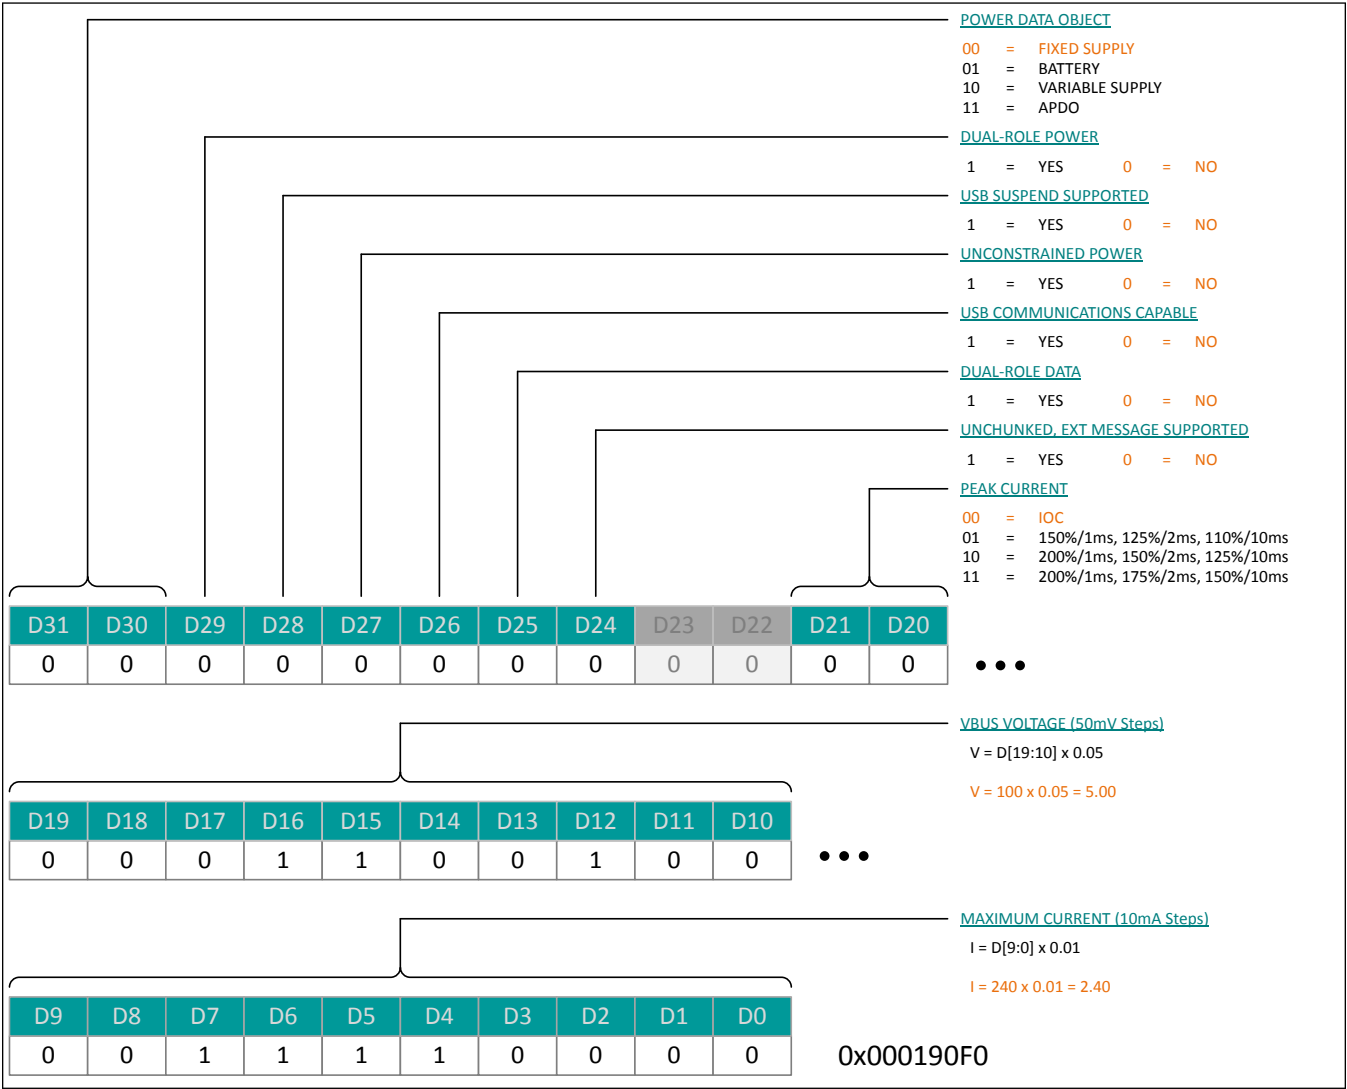 POWER DATA OBJECT
00 = FIXED SUPPLY
01 = BATTERY
10 = VARIABLE SUPPLY
11 = APDO
DUAL-ROLE POWER
1 = YES 0 = NO
USB SUSPEND SUPPORTED
1 = YES 0 = NO
UNCONSTRAINED POWER
1 = YES 0 = NO
USB COMMUNICATIONS CAPABLE
1 = YES 0 = NO
DUAL-ROLE DATA
1 = YES 0 = NO
UNCHUNKED, EXT MESSAGE SUPPORTED
1 = YES 0 = NO
PEAK CURRENT
00 = IOC
01 = 150%/1ms, 125%/2ms, 110%/10ms
10 = 200%/1ms, 150%/2ms, 125%/10ms
11 = 200%/1ms, 175%/2ms, 150%/10ms
D31 D30 D29 D28 D27 D26 D25 D24 D23 D22 D21 D20
0 0 0 0 0 0 0 0 0 0 0 0 •••
VBUS VOLTAGE (50mV Steps)
V = D[19:10] x 0.05
V = 100 x 0.05 = 5.00
D19 D18 D17 D16 D15 D14 D13 D12 D11 D10
0 0 0 1 1 0 0 1 0 0 •••
MAXIMUM CURRENT (10mA Steps)
I = D[9:0] x 0.01
I = 240 x 0.01 = 2.40
D9 D8 D7 D6 D5 D4 D3 D2 D1 D0
0 0 1 1 1 1 0 0 0 0 0x000190F0